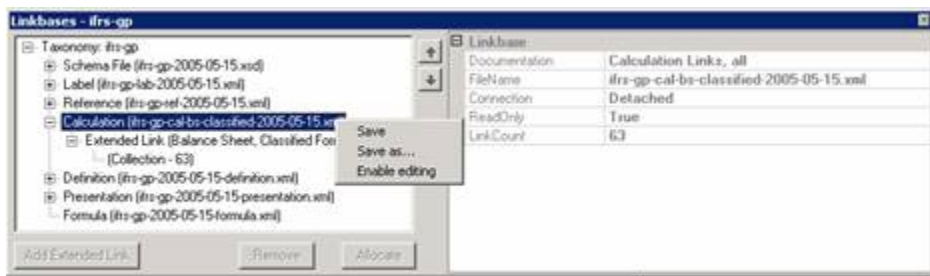 Linkbases - ifrs-gp
Taxonomy: ifrs-gp
Schema File (ifrs-gp-2005-05-15.xsd)
Label (ifrs-gp-lab-2005-05-15.xml)
Reference (ifrs-gp-ref-2005-05-15.xml)
Calculation (ifrs-gp-cal-bs-classified-2005-05-15.xm
Extended Link (Balance Sheet, Classified For
(Collection - 63)
Definition (ifrs-gp-2005-05-15-definition.xml)
Presentation (ifrs-gp-2005-05-15-presentation.xml)
Formula (ifrs-gp-2005-05-15-formula.xml)
Save
Save as...
Enable editing
Add Extended Link
Remove
Allocate
Linkbase
Documentation Calculation Links, all
FileName ifrs-gp-cal-bs-classified-2005-05-15.xml
Connection Detached
ReadOnly True
LinkCount 63